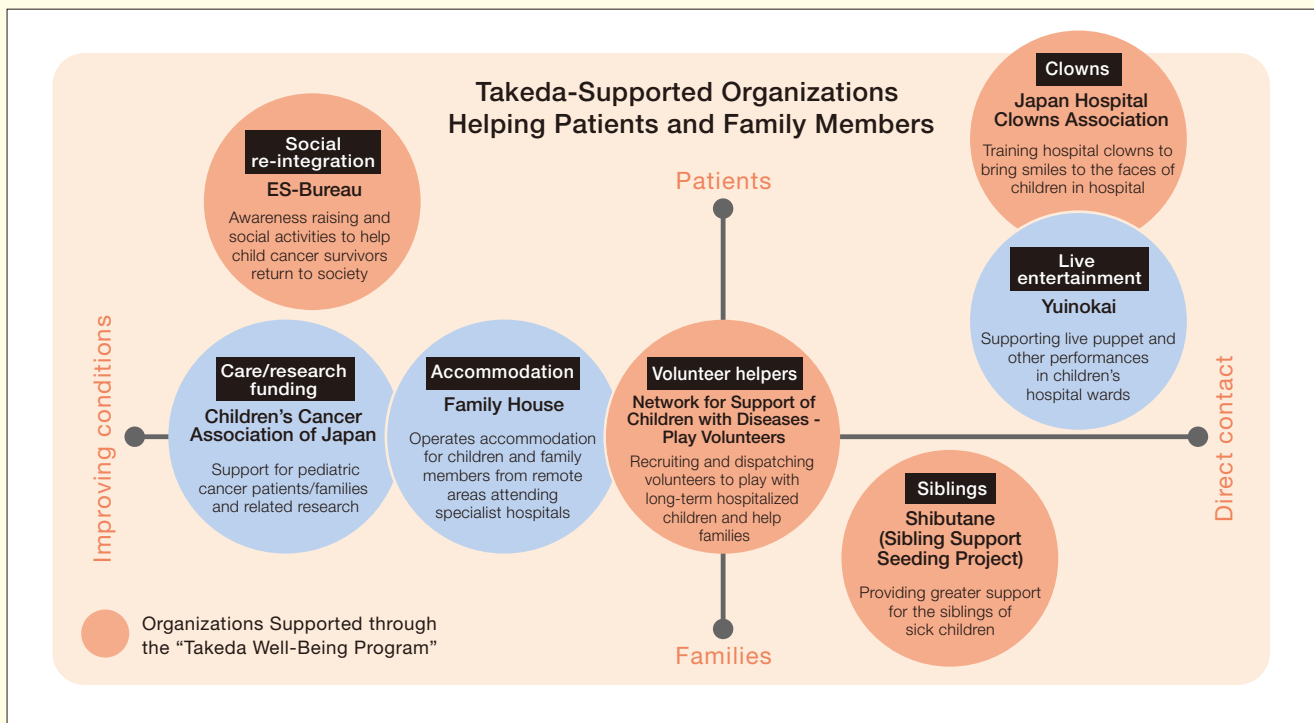 Takeda-Supported Organizations
Helping Patients and Family Members
Patients
Families
Improving conditions
Direct contact
Social
re-integration
ES-Bureau
Awareness raising and
social activities to help
child cancer survivors
return to society
Clowns
Japan Hospital
Clowns Association
Training hospital clowns to
bring smiles to the faces of
children in hospital
Live
entertainment
Yuinokai
Supporting live puppet and
other performances
in children's
hospital wards
Care/research
funding
Children's Cancer
Association of Japan
Support for pediatric
cancer patients/families
and related research
Accommodation
Family House
Operates accommodation
for children and family
members from remote
areas attending
specialist hospitals
Volunteer helpers
Network for Support of
Children with Diseases -
Play Volunteers
Recruiting and dispatching
volunteers to play with
long-term hospitalized
children and help
families
Siblings
Shibutane
(Sibling Support
Seeding Project)
Providing greater support
for the siblings of
sick children
Organizations Supported through
the “Takeda Well-Being Program”